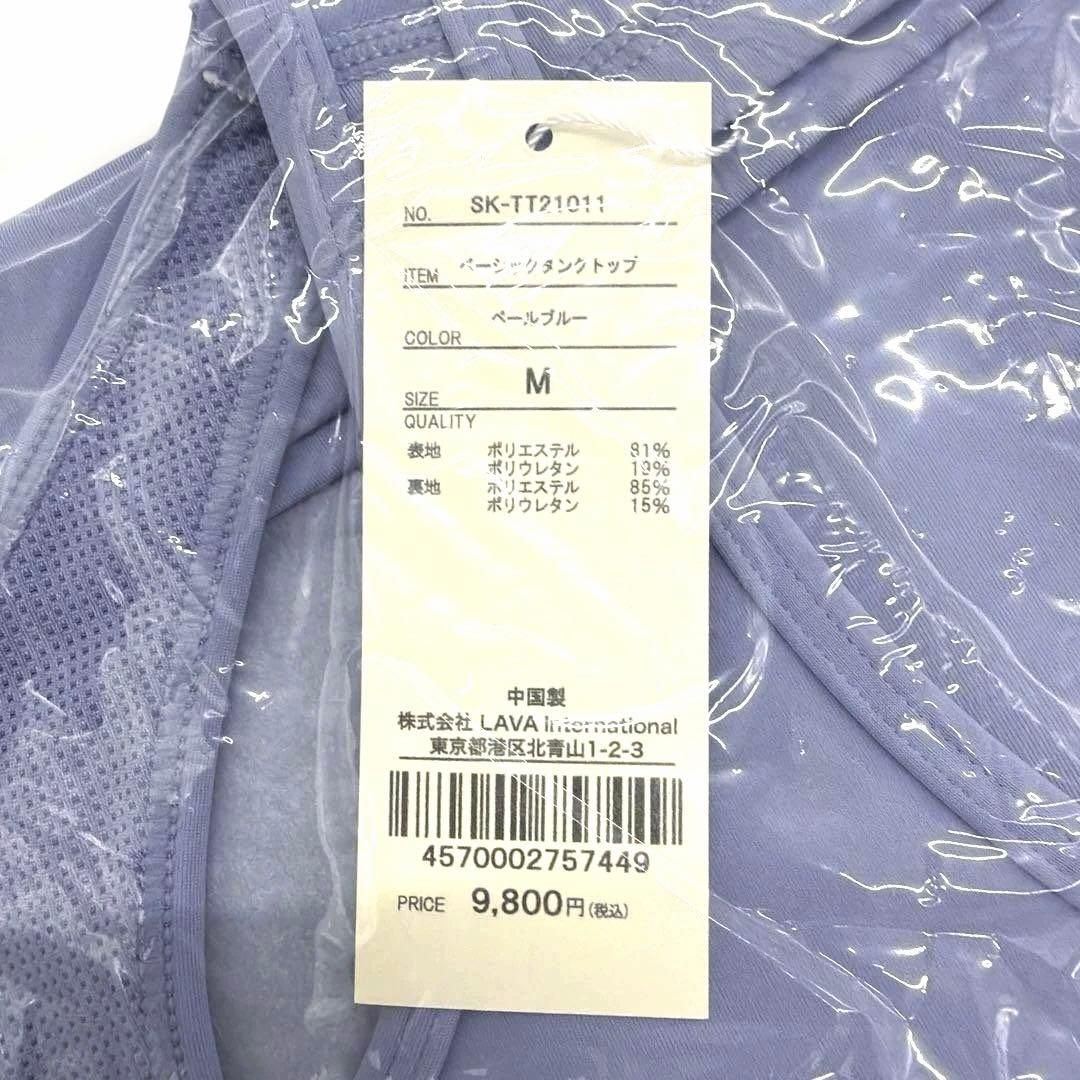 NO. SK-TT21011
ITEM ベーシックタンクトップ
COLOR ペールブルー
SIZE M
QUALITY
表地 ポリエステル 81%
ポリウレタン 19%
裏地 ポリエステル 85%
ポリウレタン 15%
中国製
株式会社 LAVA International
東京都港区北青山1-2-3
4570002757449
PRICE 9,800円(税込)